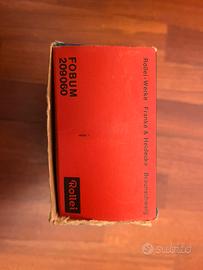 FOBUM
209060
Rollei
Rollei-Werke Franke & Heidecke Braunschweig
subito